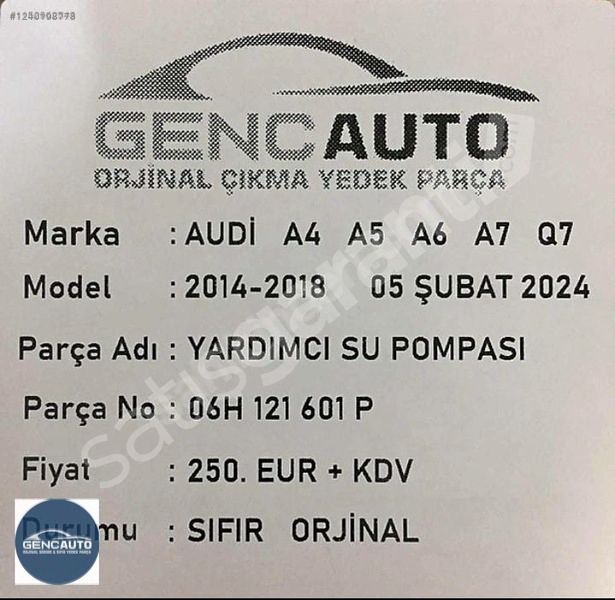 GENCAUTO
ORJİNAL ÇIKMA YEDEK PARÇA
Marka : AUDİ A4 A5 A6 A7 Q7
Model : 2014-2018 05 ŞUBAT 2024
Parça Adı : YARDIMCI SU POMPASI
Parça No : 06H 121 601 P
Fiyat : 250. EUR + KDV
Durumu : SIFIR ORJİNAL
satışgaranti
GENCAUTO